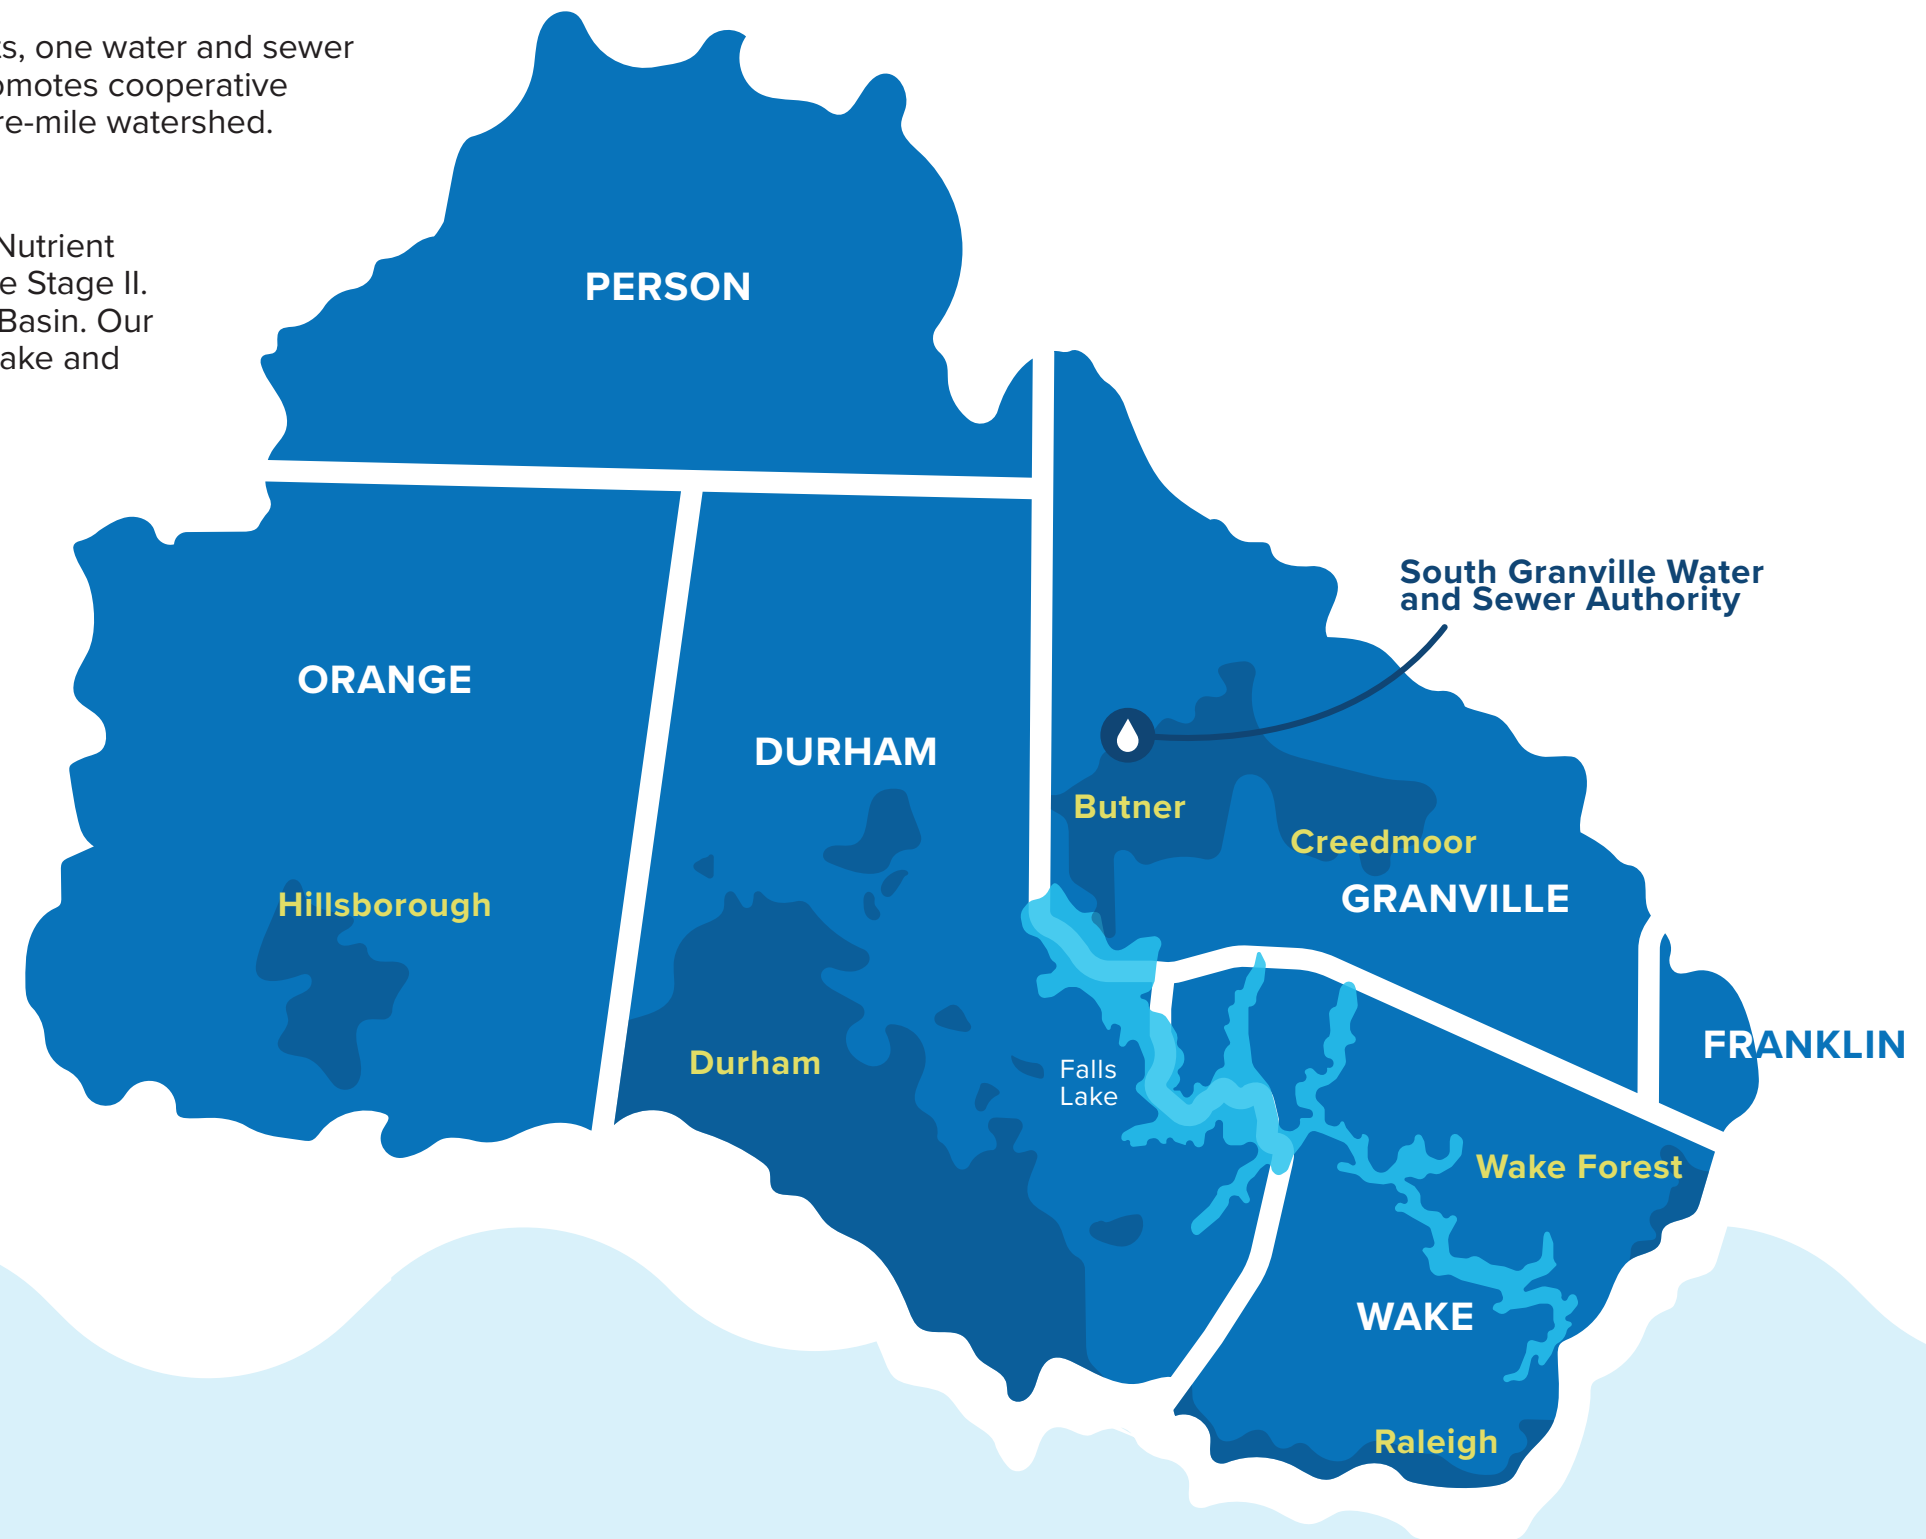 ts, one water and sewer
omotes cooperative
re-mile watershed.
Nutrient
e Stage II.
Basin. Our
ake and
PERSON
South Granville Water
and Sewer Authority
ORANGE
DURHAM
Butner
Creedmoor
GRANVILLE
Hillsborough
FRANKLIN
Durham
Falls
Lake
Wake Forest
WAKE
Raleigh